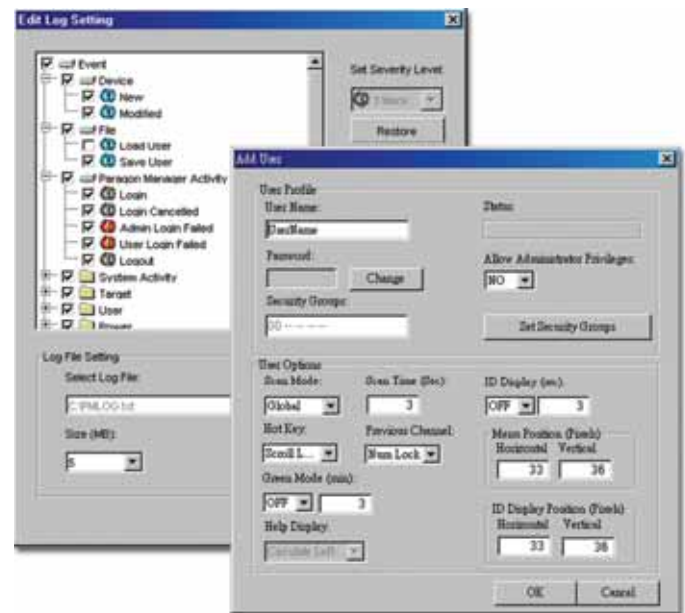 Edit Log Setting
Event
Device
New
Modified
File
Load User
Save User
Paragon Manager Activity
Login
Login Cancelled
Admin Login Failed
User Login Failed
Logout
System Activity
Target
User
Power
Set Severity Level:
Restore
Log File Setting
Select Log File:
C:\PMLOG.txt
Size (MB):
5
Add User
User Profile
User Name:
UserName
Status:
Password:
Change
Allow Administrator Privileges:
NO
Security Groups:
00 -- -- -- --
Set Security Groups
User Options
Scan Mode:
Global
Scan Time (Sec):
3
ID Display (sec):
OFF
3
Hot Key:
Scroll L...
Previous Channel:
Num Lock
Menu Position (Pixels)
Horizontal Vertical
33 36
Green Mode (min):
OFF
3
ID Display Position (Pixels)
Horizontal Vertical
33 36
Help Display:
OK
Cancel